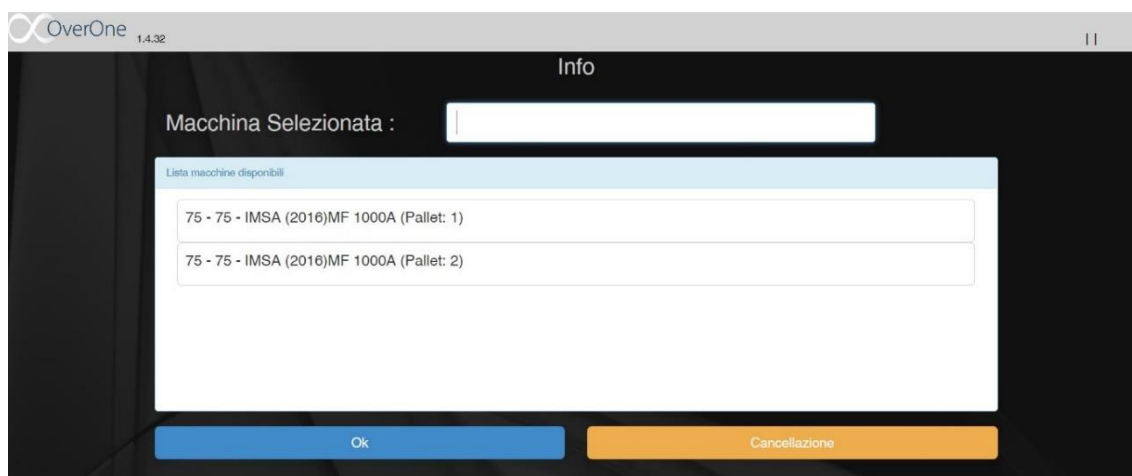 OverOne 1.4.32
Info
Macchina Selezionata :
Lista macchine disponibili
75 - 75 - IMSA (2016)MF 1000A (Pallet: 1)
75 - 75 - IMSA (2016)MF 1000A (Pallet: 2)
Ok Cancellazione